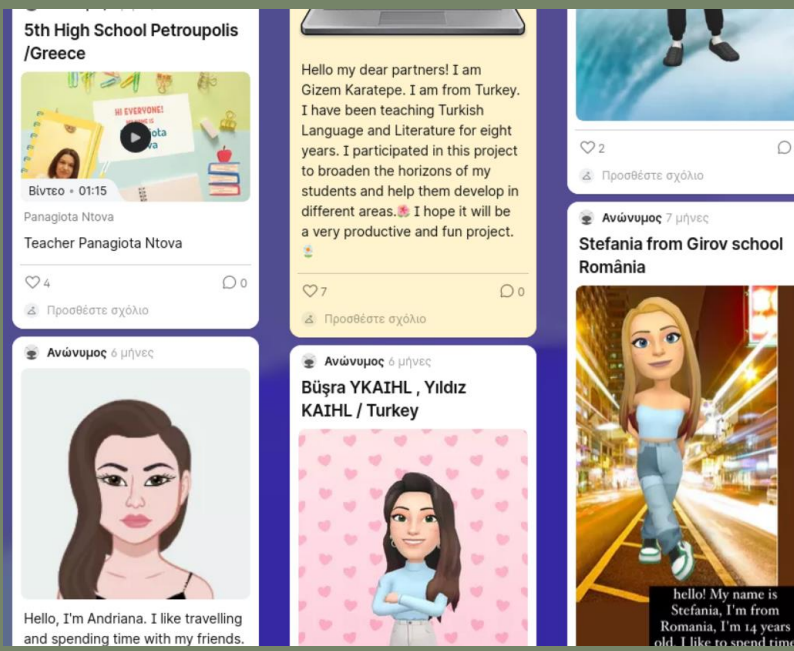 5th High School Petroupolis
/Greece
HI EVERYONE!
Βίντεο • 01:15
Panagiota Ntova
Teacher Panagiota Ntova
4
0
Προσθέστε σχόλιο
Ανώνυμος 6 μήνες
Hello, I'm Andriana. I like travelling
and spending time with my friends.
Hello my dear partners! I am
Gizem Karatepe. I am from Turkey.
I have been teaching Turkish
Language and Literature for eight
years. I participated in this project
to broaden the horizons of my
students and help them develop in
different areas.🌺 I hope it will be
a very productive and fun project.
7
0
Προσθέστε σχόλιο
Ανώνυμος 6 μήνες
Büşra YKAIHL , Yıldız
KAIHL / Turkey
2
Προσθέστε σχόλιο
Ανώνυμος 7 μήνες
Stefania from Girov school
România
hello! My name is
Stefania, I'm from
Romania, I'm 14 years
old. I like to spend time